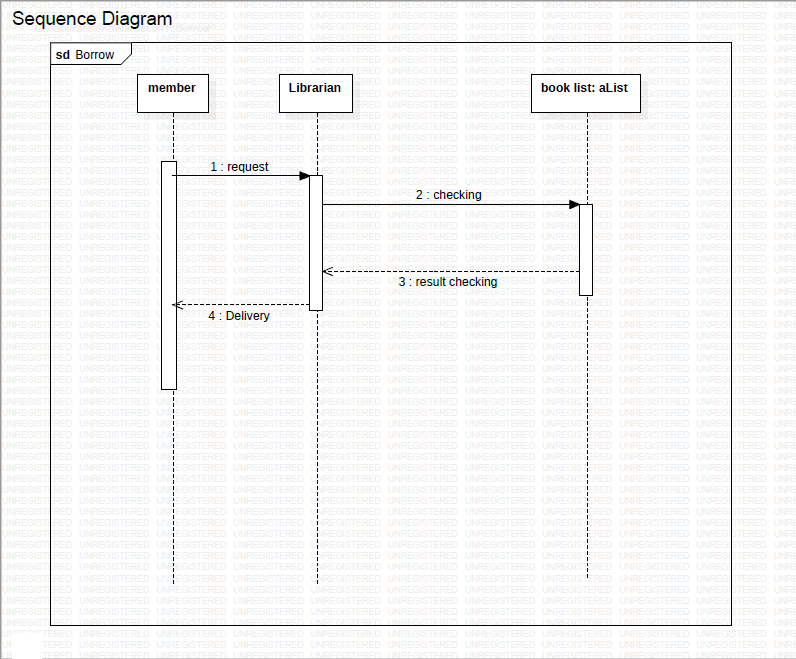 Sequence Diagram
sd Borrow
member
Librarian
book list: aList
1 : request
2 : checking
3 : result checking
4 : Delivery
UNREGISTERED